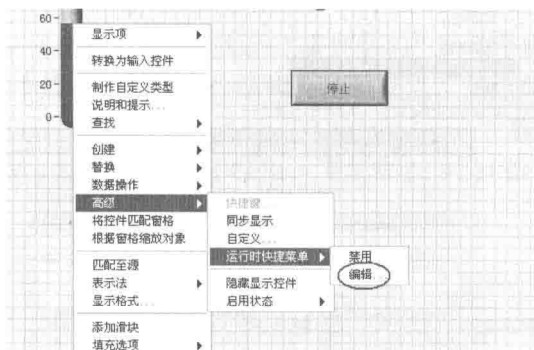 60
40
20
0
显示项
转换为输入控件
制作自定义类型
说明和提示...
查找
创建
替换
数据操作
高级
将控件匹配窗格
根据窗格缩放对象
匹配至源
表示法
显示格式...
添加滑块
填充选项
停止
快捷键...
同步显示
自定义...
运行时快捷菜单
隐藏显示控件
启用状态
禁用
编辑...